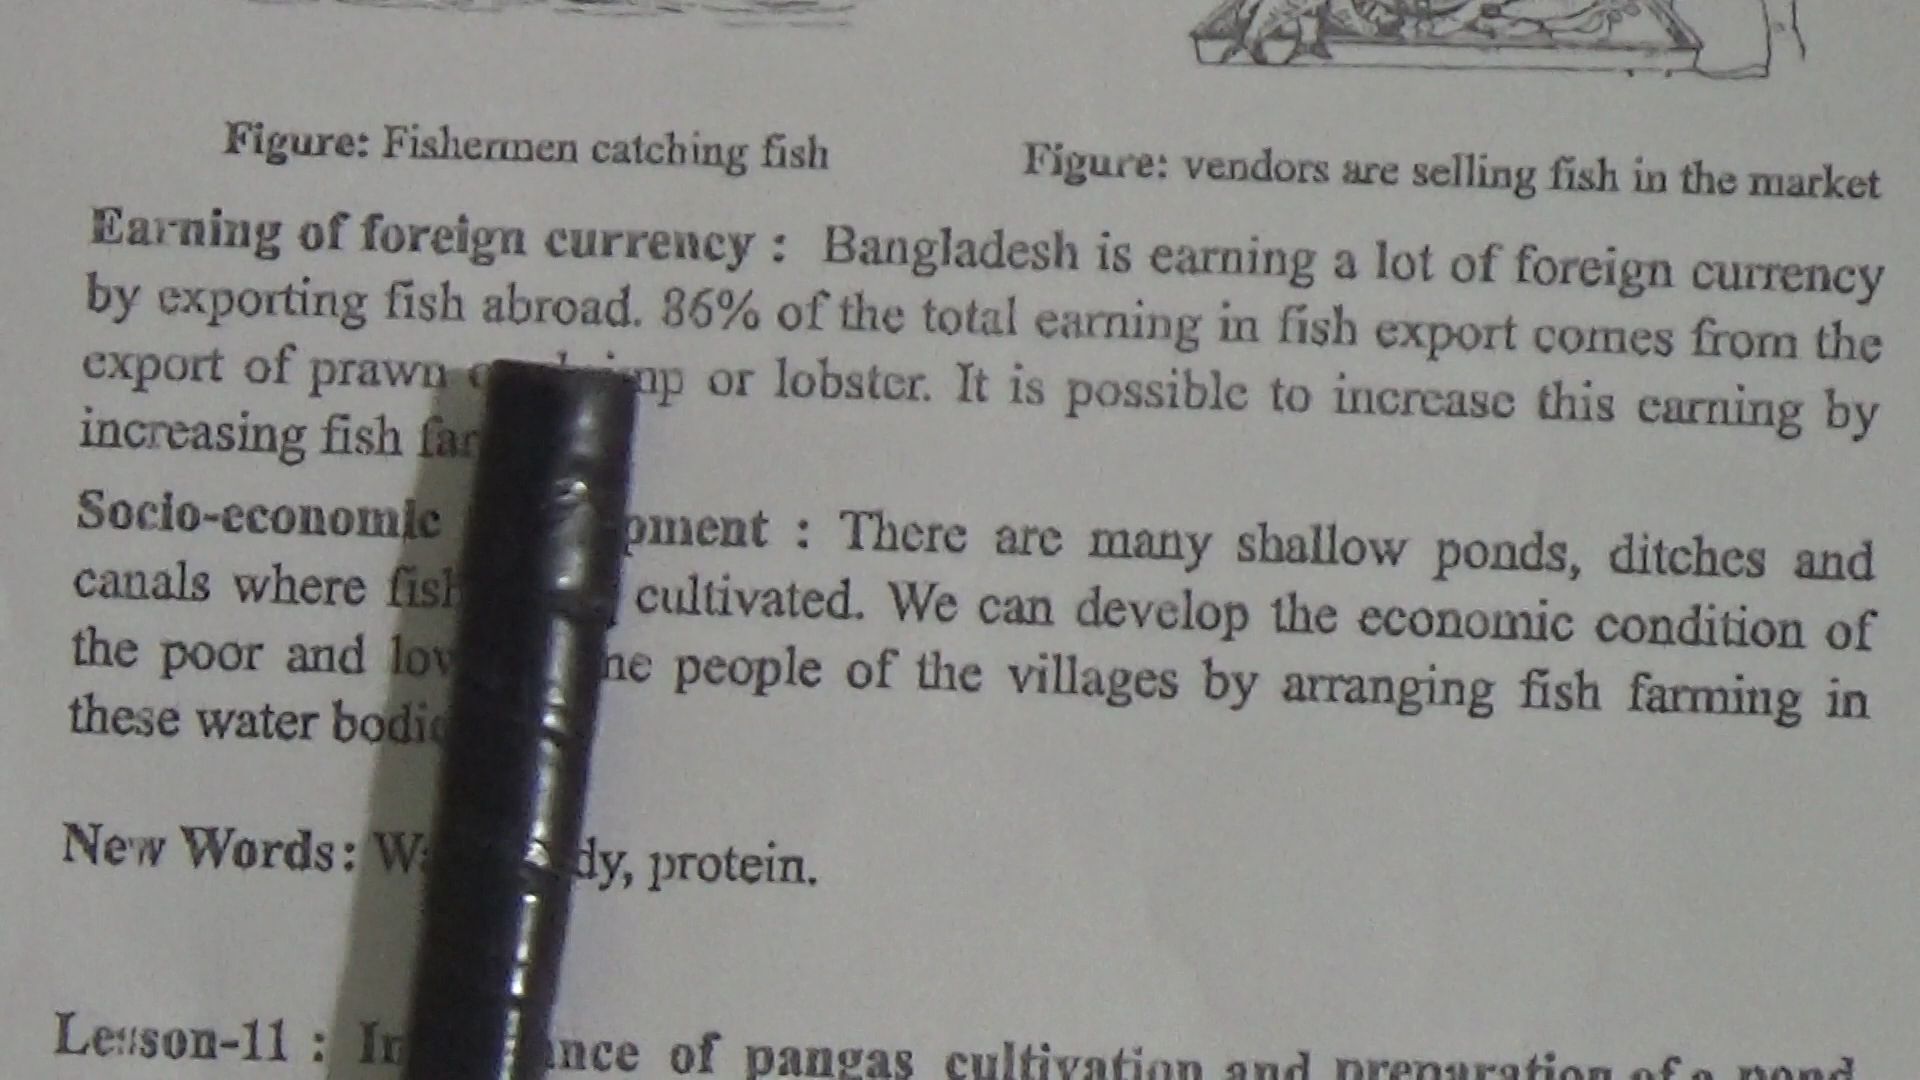 Figure: Fishermen catching fish
Figure: vendors are selling fish in the market
Earning of foreign currency : Bangladesh is earning a lot of foreign currency
by exporting fish abroad. 86% of the total earning in fish export comes from the
export of prawn or lobster. It is possible to increase this earning by
increasing fish
Socio-economic : There are many shallow ponds, ditches and
canals where cultivated. We can develop the economic condition of
the poor and people of the villages by arranging fish farming in
these water
New Words: protein.
Lesson-11 : of pangas cultivation and preparation of a pond